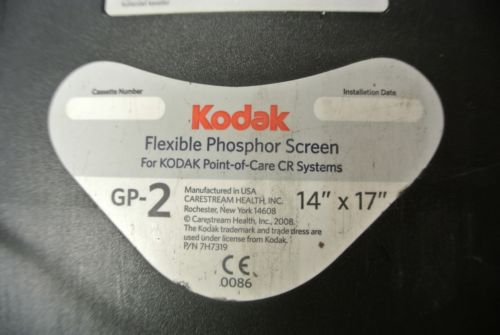 Cassette Number
Installation Date
Kodak
Flexible Phosphor Screen
For KODAK Point-of-Care CR Systems
GP-2
Manufactured in USA
CARESTREAM HEALTH, INC.
Rochester, New York 14608
© Carestream Health, Inc., 2008.
The Kodak trademark and trade dress are
used under license from Kodak.
P/N 7H7319
14" x 17"
CE
0086